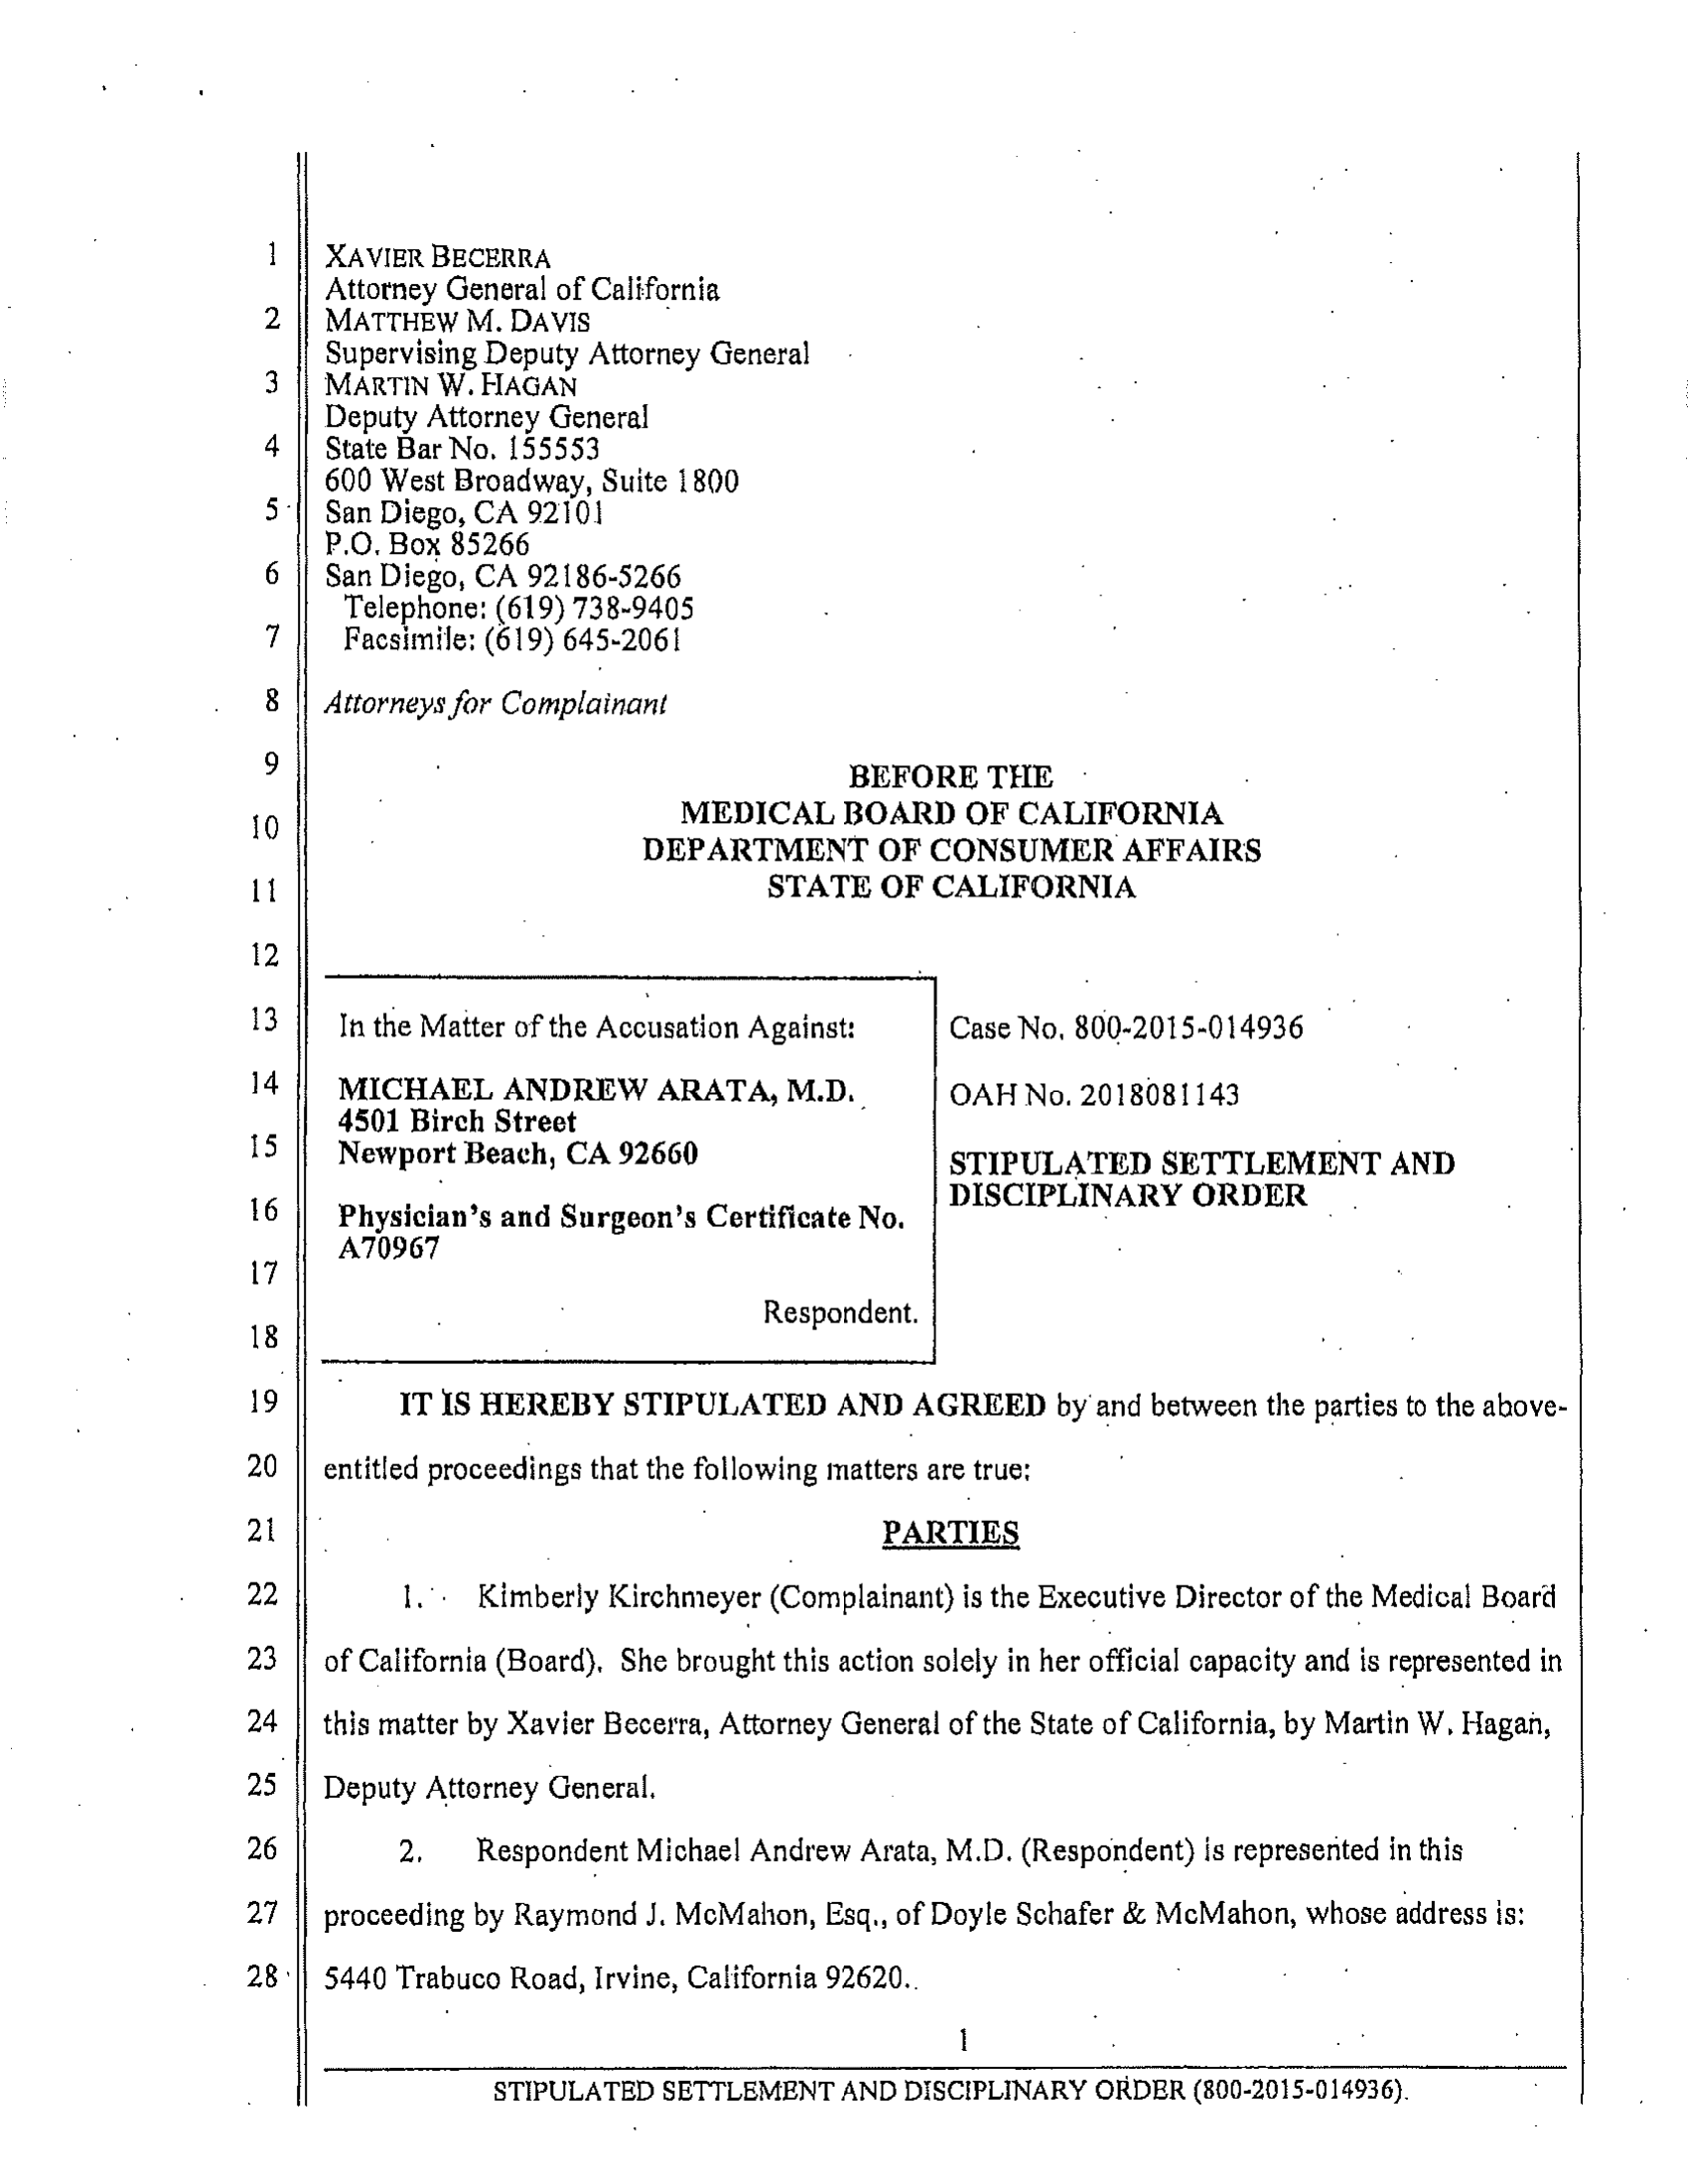 1 XAVIER BECERRA
Attorney General of California
2 MATTHEW M. DAVIS
Supervising Deputy Attorney General
3 MARTIN W. HAGAN
Deputy Attorney General
4 State Bar No. 155553
600 West Broadway, Suite 1800
5 San Diego, CA 92101
P.O. Box 85266
6 San Diego, CA 92186-5266
Telephone: (619) 738-9405
7 Facsimile: (619) 645-2061
8 Attorneys for Complainant
9
BEFORE THE
10 MEDICAL BOARD OF CALIFORNIA
DEPARTMENT OF CONSUMER AFFAIRS
11 STATE OF CALIFORNIA
12
13 In the Matter of the Accusation Against:
14 MICHAEL ANDREW ARATA, M.D.
4501 Birch Street
15 Newport Beach, CA 92660
16 Physician's and Surgeon's Certificate No.
A70967
17
Respondent.
18
Case No. 800-2015-014936
OAH No. 2018081143
STIPULATED SETTLEMENT AND
DISCIPLINARY ORDER
19 IT IS HEREBY STIPULATED AND AGREED by and between the parties to the above-
20 entitled proceedings that the following matters are true:
21 PARTIES
22 1. Kimberly Kirchmeyer (Complainant) is the Executive Director of the Medical Board
23 of California (Board). She brought this action solely in her official capacity and is represented in
24 this matter by Xavier Becerra, Attorney General of the State of California, by Martin W. Hagan,
25 Deputy Attorney General.
26 2. Respondent Michael Andrew Arata, M.D. (Respondent) is represented in this
27 proceeding by Raymond J. McMahon, Esq., of Doyle Schafer & McMahon, whose address is:
28 5440 Trabuco Road, Irvine, California 92620.
1
STIPULATED SETTLEMENT AND DISCIPLINARY ORDER (800-2015-014936)